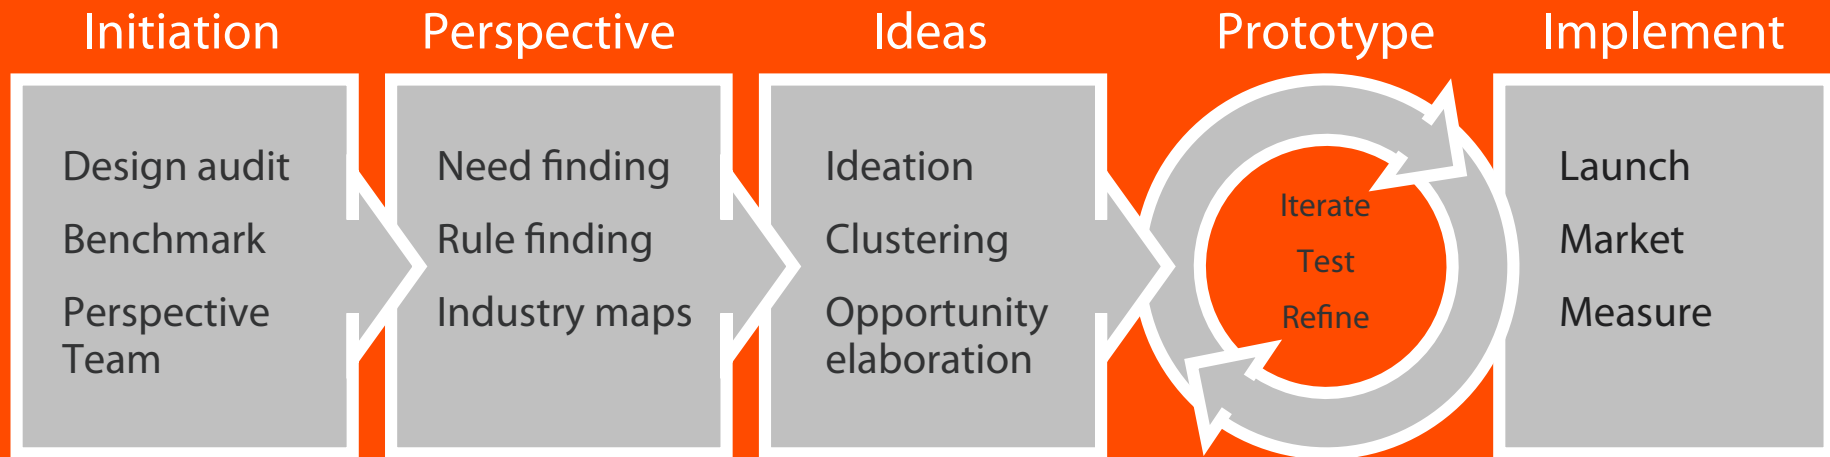 Initiation
Design audit
Benchmark
Perspective
Team
Perspective
Need finding
Rule finding
Industry maps
Ideas
Ideation
Clustering
Opportunity
elaboration
Prototype
Iterate
Test
Refine
Implement
Launch
Market
Measure